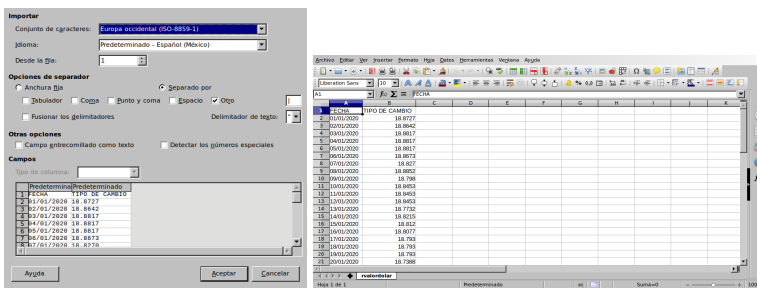 Importar
Conjunto de caracteres: Europa occidental (ISO-8859-1)
Idioma: Predeterminado - Español (México)
Desde la fila: 1
Opciones de separador
Anchura fija Separado por
Tabulador Coma Punto y coma Espacio Otro |
Fusionar los delimitadores Delimitador de texto: "
Otras opciones
Campo entrecomillado como texto Detectar los números especiales
Campos
Tipo de columna:
Predetermina Predeterminado
1 FECHA TIPO DE CAMBIO
2 01/01/2020 18.8727
3 02/01/2020 18.8642
4 03/01/2020 18.8817
5 04/01/2020 18.8817
6 05/01/2020 18.8817
7 06/01/2020 18.8673
8 07/01/2020 18.8270
Ayuda Aceptar Cancelar
Archivo Editar Ver Insertar Formato Hoja Datos Herramientas Ventana Ayuda
Liberation Sans 10
A1 FECHA
A B C D E F G H I J K
1 FECHA TIPO DE CAMBIO
2 01/01/2020 18.8727
3 02/01/2020 18.8642
4 03/01/2020 18.8817
5 04/01/2020 18.8817
6 05/01/2020 18.8817
7 06/01/2020 18.8673
8 07/01/2020 18.827
9 08/01/2020 18.8852
10 09/01/2020 18.798
11 10/01/2020 18.8453
12 11/01/2020 18.8453
13 12/01/2020 18.8453
14 13/01/2020 18.7732
15 14/01/2020 18.8215
16 15/01/2020 18.812
17 16/01/2020 18.8077
18 17/01/2020 18.793
19 18/01/2020 18.793
20 19/01/2020 18.793
21 20/01/2020 18.7388
rvalordolar
Hoja 1 de 1 Predeterminado Suma=0 100